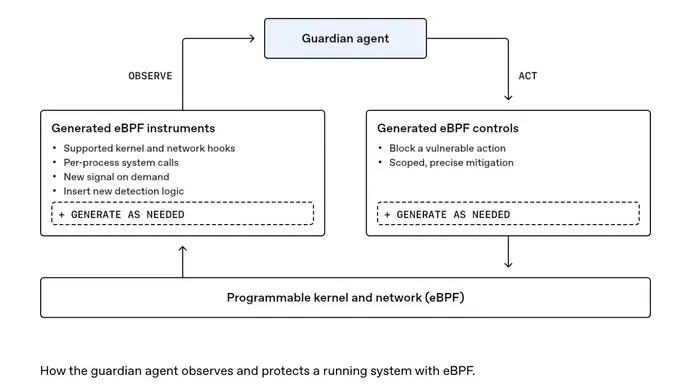 Guardian agent
OBSERVE
ACT
Generated eBPF instruments
• Supported kernel and network hooks
• Per-process system calls
• New signal on demand
• Insert new detection logic
+ GENERATE AS NEEDED
Generated eBPF controls
• Block a vulnerable action
• Scoped, precise mitigation
+ GENERATE AS NEEDED
Programmable kernel and network (eBPF)
How the guardian agent observes and protects a running system with eBPF.